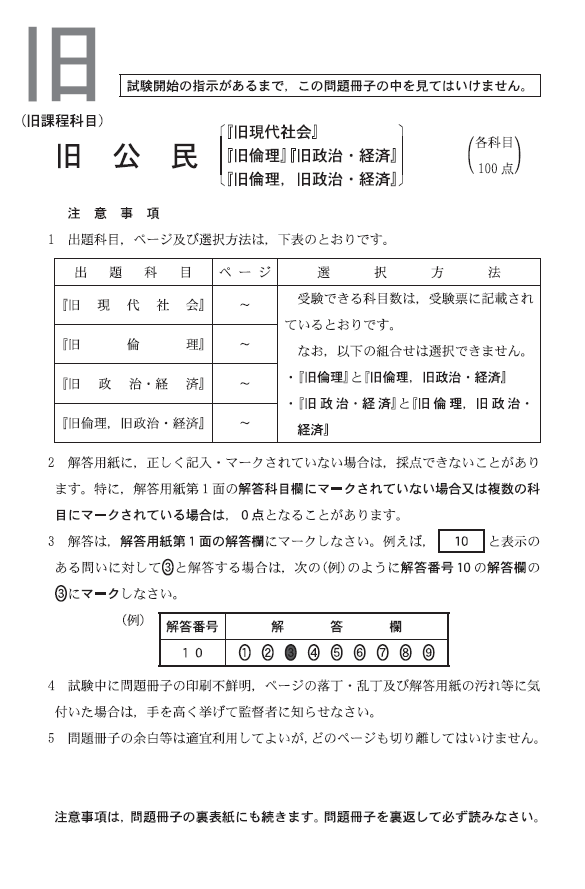 旧
(旧課程科目)
試験開始の指示があるまで，この問題冊子の中を見てはいけません。
旧 公 民
『旧現代社会』
『旧倫理』『旧政治・経済』
『旧倫理，旧政治・経済』
(各科目 100点)
注 意 事 項
1 出題科目，ページ及び選択方法は，下表のとおりです。
出 題 科 目 ペ ー ジ 選 択 方 法
『旧 現 代 社 会』 ～
『旧 倫 理』 ～
『旧 政 治・経 済』 ～
『旧倫理，旧政治・経済』 ～
受験できる科目数は，受験票に記載され
ているとおりです。
なお，以下の組合せは選択できません。
・『旧倫理』と『旧倫理，旧政治・経済』
・『旧政治・経済』と『旧倫理，旧政治・
経済』
2 解答用紙に，正しく記入・マークされていない場合は，採点できないことがあり
ます。特に，解答用紙第1面の解答科目欄にマークされていない場合又は複数の科
目にマークされている場合は，0点となることがあります。
3 解答は，解答用紙第1面の解答欄にマークしなさい。例えば， 10 と表示の
ある問いに対して③と解答する場合は，次の(例)のように解答番号10の解答欄の
③にマークしなさい。
(例)
解答番号 解 答 欄
10 ① ② ③ ④ ⑤ ⑥ ⑦ ⑧ ⑨
4 試験中に問題冊子の印刷不鮮明，ページの落丁・乱丁及び解答用紙の汚れ等に気
付いた場合は，手を高く挙げて監督者に知らせなさい。
5 問題冊子の余白等は適宜利用してよいが，どのページも切り離してはいけません。
注意事項は，問題冊子の裏表紙にも続きます。問題冊子を裏返して必ず読みなさい。